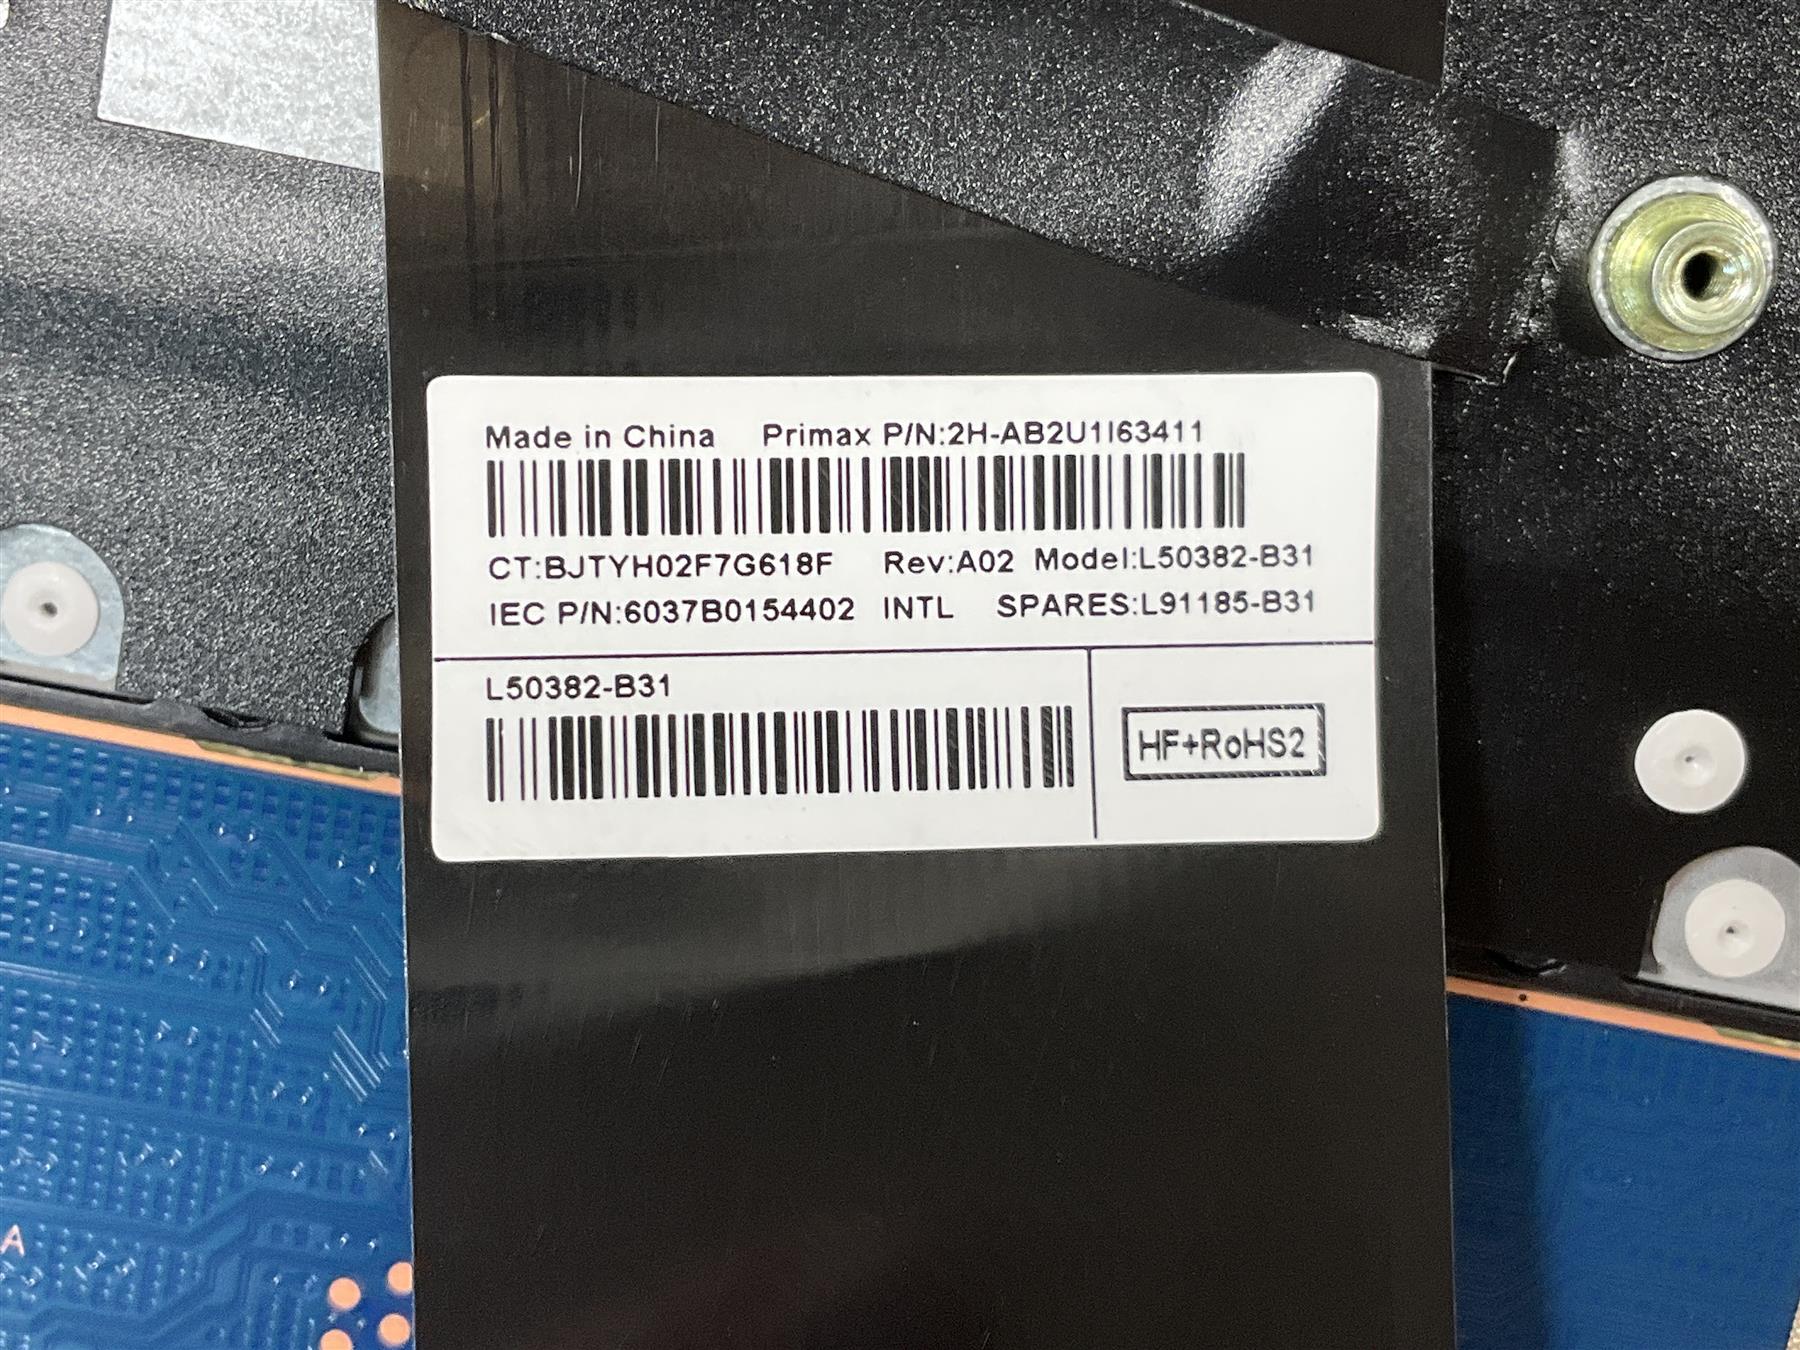 Made in China Primax P/N:2H-AB2U1I63411
CT:BJTYH02F7G618F Rev:A02 Model:L50382-B31
IEC P/N:6037B0154402 INTL SPARES:L91185-B31
L50382-B31
HF+RoHS2
A